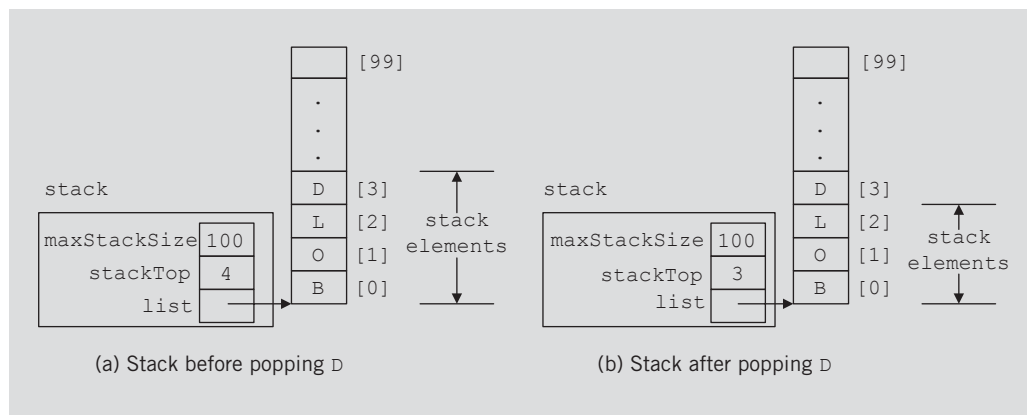 [99]
.
.
.
stack
D [3]
L [2]
O [1]
B [0]
stack
elements
maxStackSize 100
stackTop 4
list
(a) Stack before popping D
[99]
.
.
.
stack
D [3]
L [2]
O [1]
B [0]
stack
elements
maxStackSize 100
stackTop 3
list
(b) Stack after popping D